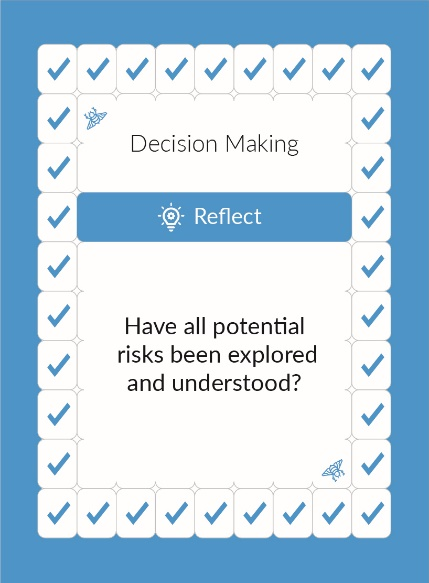 Decision Making
Reflect
Have all potential
risks been explored
and understood?